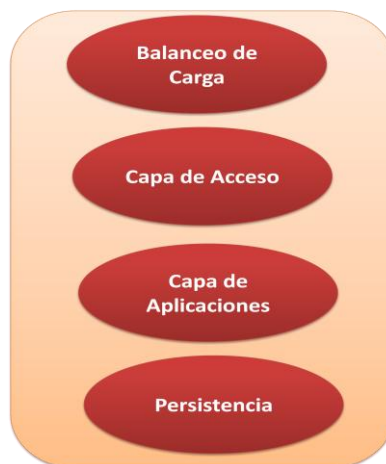 Balanceo de
Carga
Capa de Acceso
Capa de
Aplicaciones
Persistencia